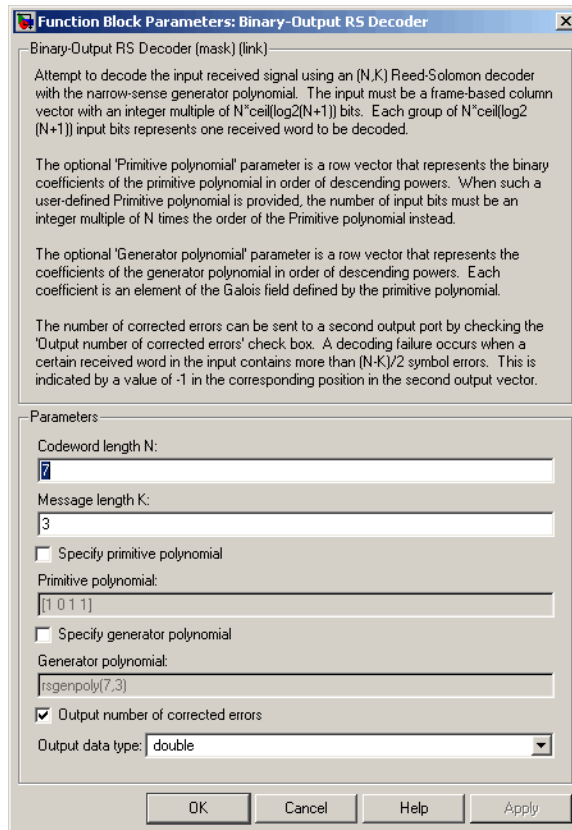 Function Block Parameters: Binary-Output RS Decoder
Binary-Output RS Decoder (mask) (link)
Attempt to decode the input received signal using an (N,K) Reed-Solomon decoder
with the narrow-sense generator polynomial. The input must be a frame-based column
vector with an integer multiple of N*ceil(log2(N+1)) bits. Each group of N*ceil(log2
(N+1)) input bits represents one received word to be decoded.
The optional 'Primitive polynomial' parameter is a row vector that represents the binary
coefficients of the primitive polynomial in order of descending powers. When such a
user-defined Primitive polynomial is provided, the number of input bits must be an
integer multiple of N times the order of the Primitive polynomial instead.
The optional 'Generator polynomial' parameter is a row vector that represents the
coefficients of the generator polynomial in order of descending powers. Each
coefficient is an element of the Galois field defined by the primitive polynomial.
The number of corrected errors can be sent to a second output port by checking the
'Output number of corrected errors' check box. A decoding failure occurs when a
certain received word in the input contains more than (N-K)/2 symbol errors. This is
indicated by a value of -1 in the corresponding position in the second output vector.
Parameters
Codeword length N:
7
Message length K:
3
Specify primitive polynomial
Primitive polynomial:
[1 0 1 1]
Specify generator polynomial
Generator polynomial:
rsgenpoly(7,3)
Output number of corrected errors
Output data type: double
OK Cancel Help Apply